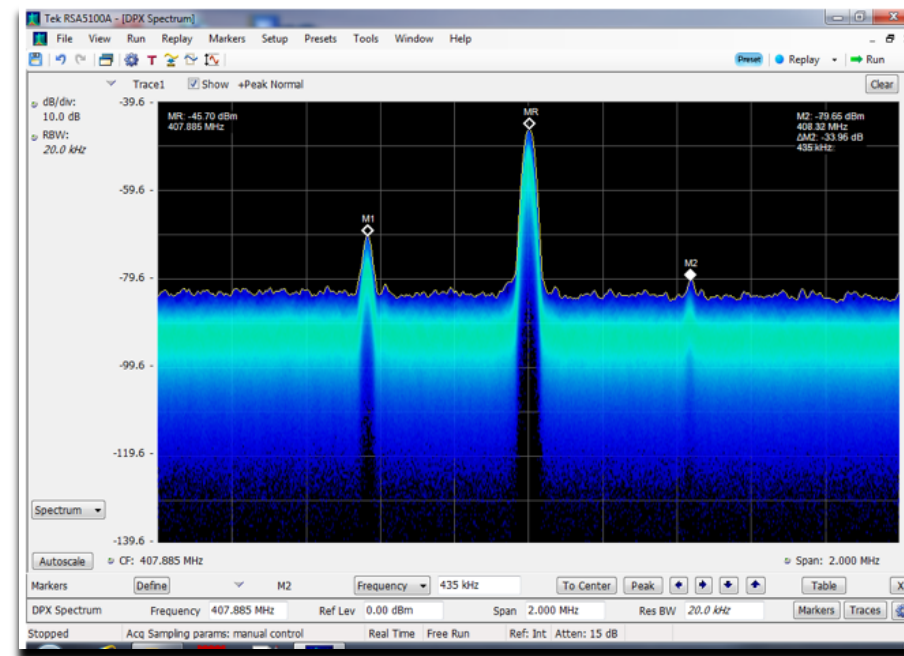 Tek RSA5100A - [DPX Spectrum]
File View Run Replay Markers Setup Presets Tools Window Help
T Preset Replay Run
Trace1 Show +Peak Normal Clear
dB/div:
10.0 dB
RBW:
20.0 kHz
-39.6
MR: -45.70 dBm
407.885 MHz
MR
M2: -79.65 dBm
408.32 MHz
ΔM2: -33.95 dB
435 kHz
-59.6
M1
M2
-79.6
-99.6
-119.6
Spectrum
-139.6
Autoscale CF: 407.885 MHz Span: 2.000 MHz
Markers Define M2 Frequency 435 kHz To Center Peak Table X
DPX Spectrum Frequency 407.885 MHz Ref Lev 0.00 dBm Span 2.000 MHz Res BW 20.0 kHz Markers Traces
Stopped Acq Sampling params: manual control Real Time Free Run Ref: Int Atten: 15 dB